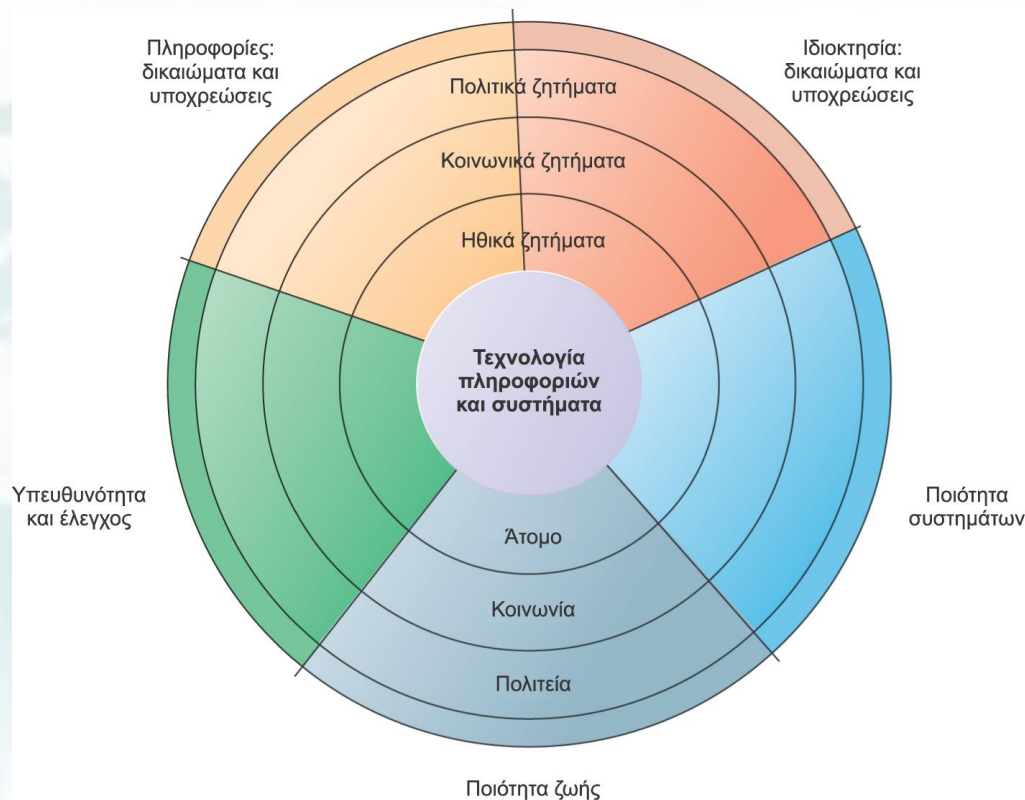 Πληροφορίες:
δικαιώματα και
υποχρεώσεις
Ιδιοκτησία:
δικαιώματα και
υποχρεώσεις
Πολιτικά ζητήματα
Κοινωνικά ζητήματα
Ηθικά ζητήματα
Τεχνολογία
πληροφοριών
και συστήματα
Υπευθυνότητα
και έλεγχος
Ποιότητα
συστημάτων
Άτομο
Κοινωνία
Πολιτεία
Ποιότητα ζωής